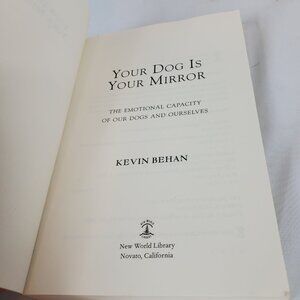 YOUR DOG IS
YOUR MIRROR
THE EMOTIONAL CAPACITY
OF OUR DOGS AND OURSELVES
KEVIN BEHAN
New World Library
Novato, California